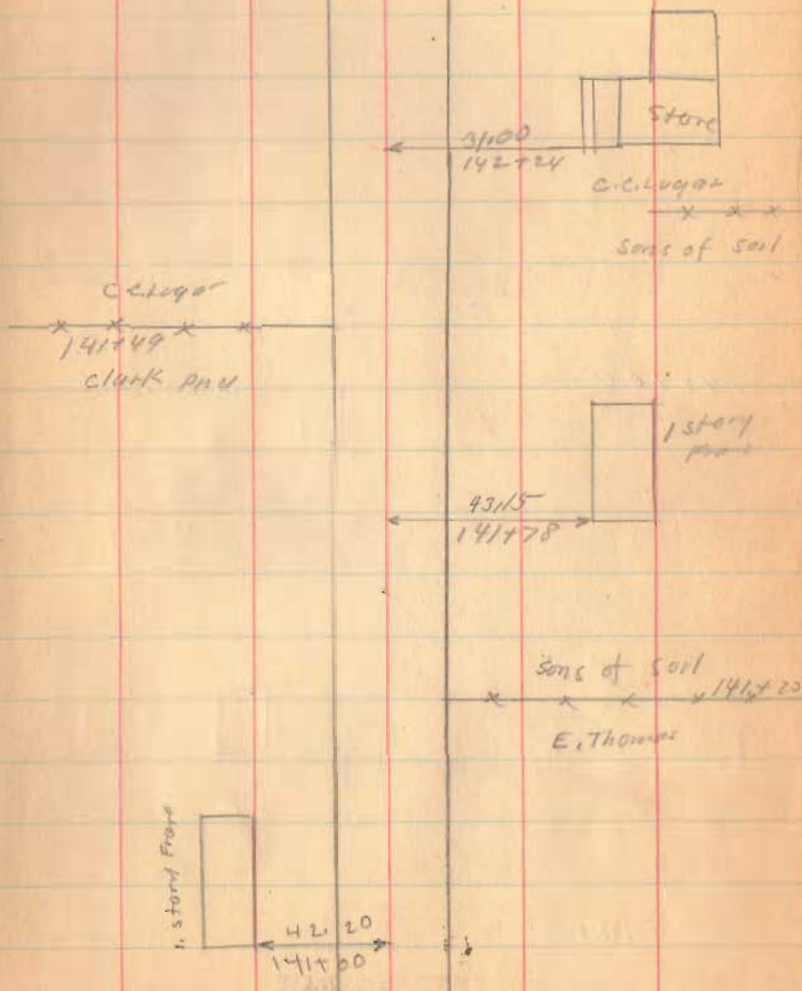 Store
31.00
142+24
C.C. Lugar
Sons of Soil
C.C. Lugar
141+49
Clark
1 story
43.15
141+78
Sons of Soil
141+20
E. Thomas
1. story Frame
42.20
141+00